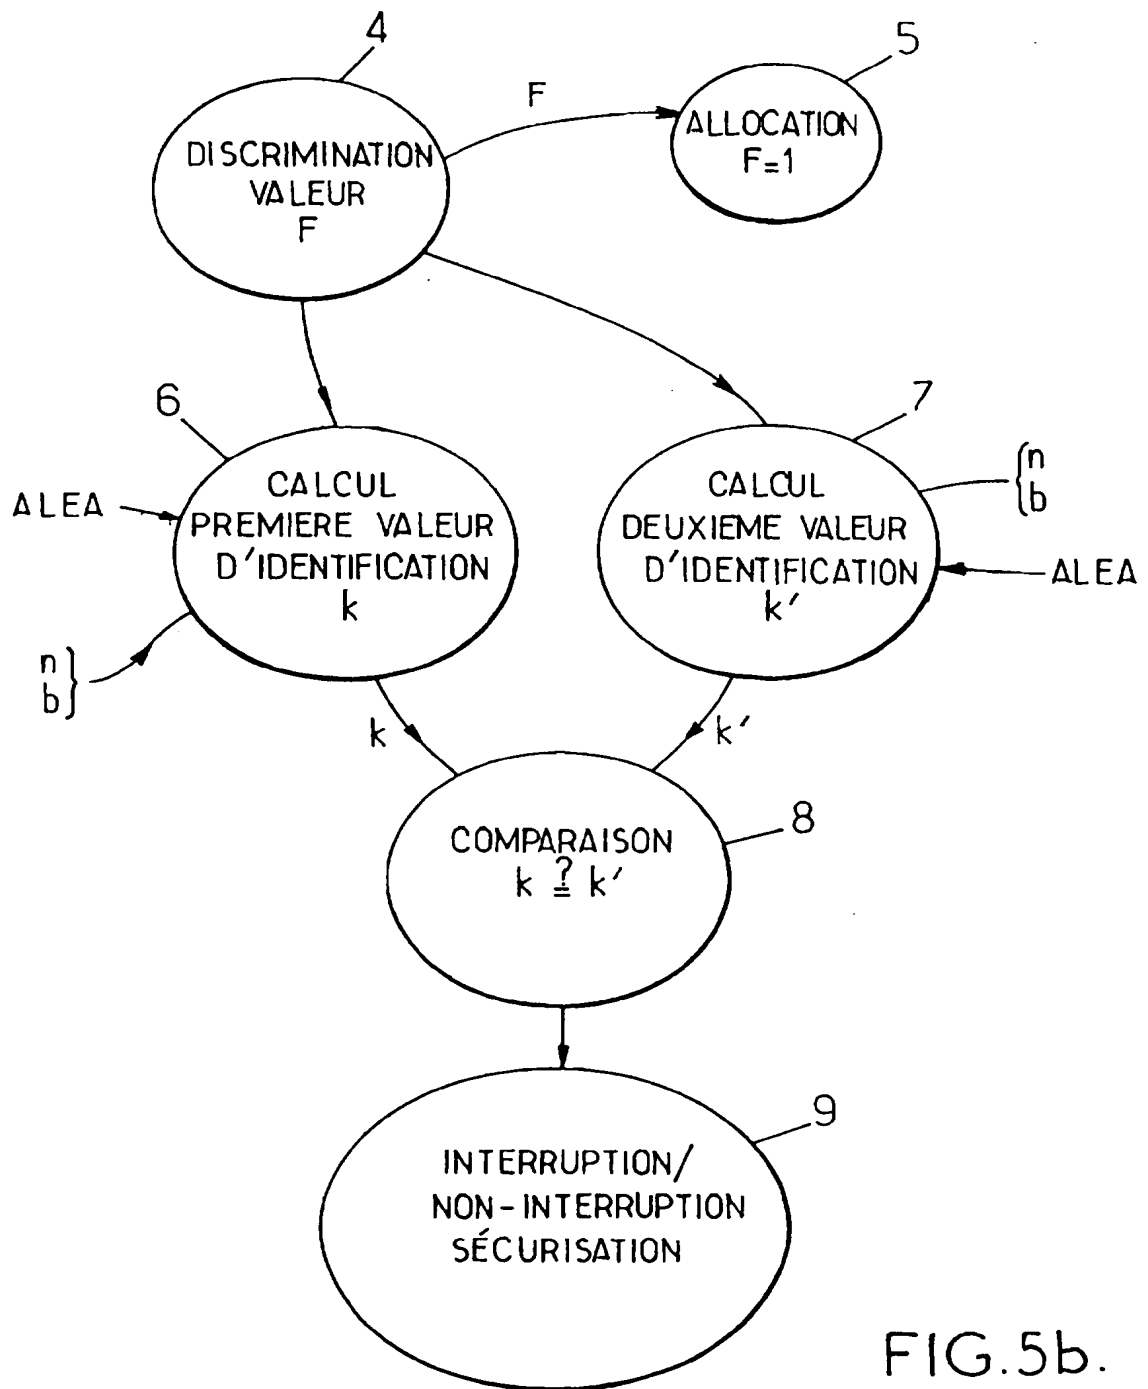 4
5
F
DISCRIMINATION
VALEUR
F
ALLOCATION
F=1
6
7
ALEA
CALCUL
PREMIERE VALEUR
D'IDENTIFICATION
k
CALCUL
DEUXIEME VALEUR
D'IDENTIFICATION
k'
{n
b
ALEA
n}
b
k
k'
8
COMPARAISON
k ≟ k'
9
INTERRUPTION/
NON-INTERRUPTION
SÉCURISATION
FIG.5b.